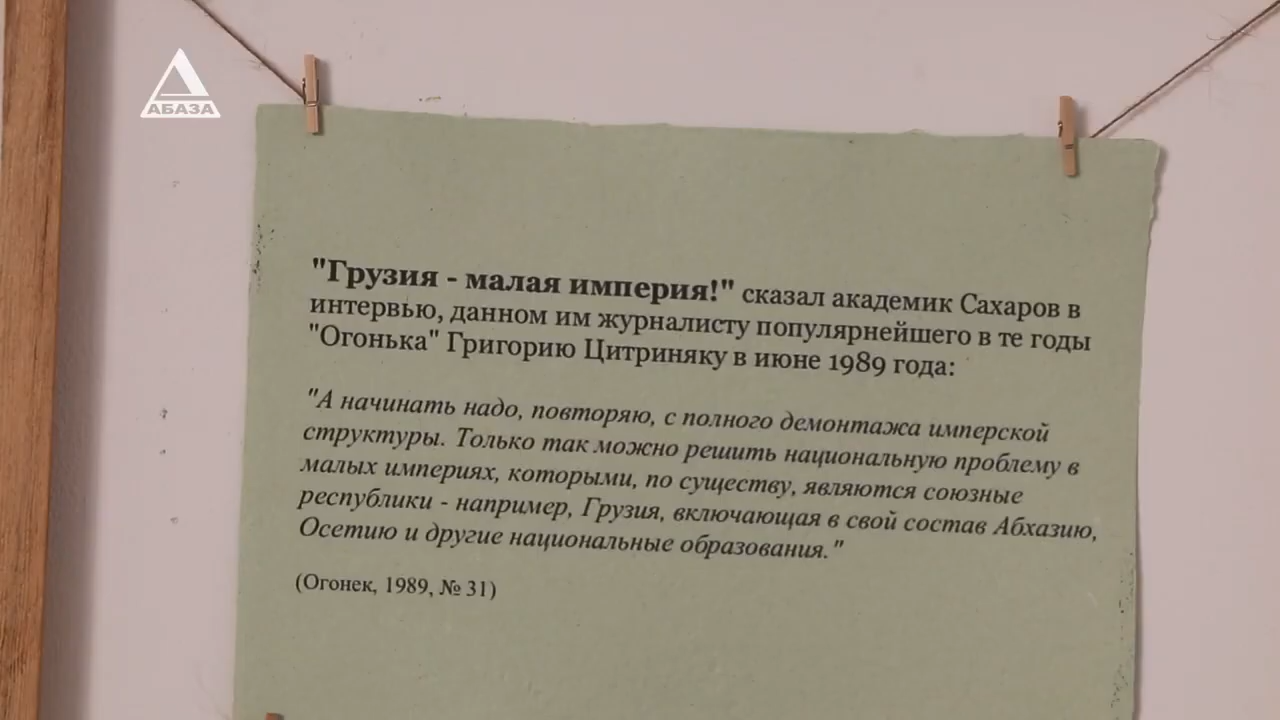 АБАЗА
"Грузия - малая империя!" сказал академик Сахаров в
интервью, данном им журналисту популярнейшего в те годы
"Огонька" Григорию Цитриняку в июне 1989 года:
"А начинать надо, повторяю, с полного демонтажа имперской
структуры. Только так можно решить национальную проблему в
малых империях, которыми, по существу, являются союзные
республики - например, Грузия, включающая в свой состав Абхазию,
Осетию и другие национальные образования."
(Огонек, 1989, № 31)